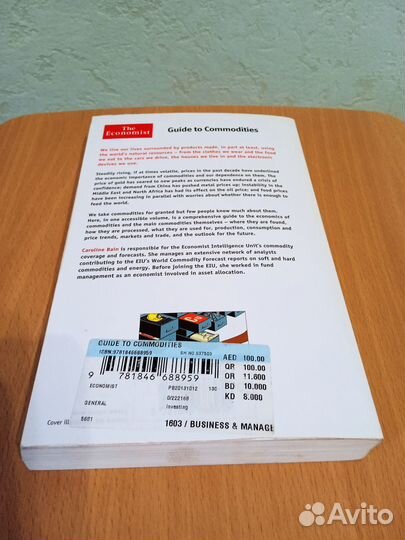 The
Economist
Guide to Commodities
We live our lives surrounded by products made, in part at least, using
the world's natural resources – from the clothes we wear and the food
we eat to the cars we drive, the houses we live in and the electronic
devices we use.
Steadily rising, if at times volatile, prices in the past decade have underlined
the economic importance of commodities and our dependence on them. The
price of gold has soared to new peaks as currencies have endured a crisis of
confidence; demand from China has pushed metal prices up; instability in the
Middle East and North Africa has had its effect on the oil price; and food prices
have been increasing in parallel with worries about whether there is enough to
feed the world.
We take commodities for granted but few people know much about them.
Here, in one accessible volume, is a comprehensive guide to the economics of
commodities and the main commodities themselves – where they are found,
how they are processed, what they are used for; production, consumption and
price trends, markets and trade, and the outlook for the future.
Caroline Bain is responsible for the Economist Intelligence Unit's commodity
coverage and forecasts. She manages an extensive network of analysts
contributing to the EIU's World Commodity Forecast reports on soft and hard
commodities and energy. Before joining the EIU, she worked in fund
management as an economist involved in asset allocation.
GUIDE TO COMMODITIES
ISBN:9781846688959
AED 100.00
QR 100.00
OR 11.600
BD 10.000
KD 8.000
9 781846 688959
ECONOMIST
PB20131012
130
GENERAL
0/222168
Investing
5601
1603 / BUSINESS & MANAGE
Cover ill
Avito